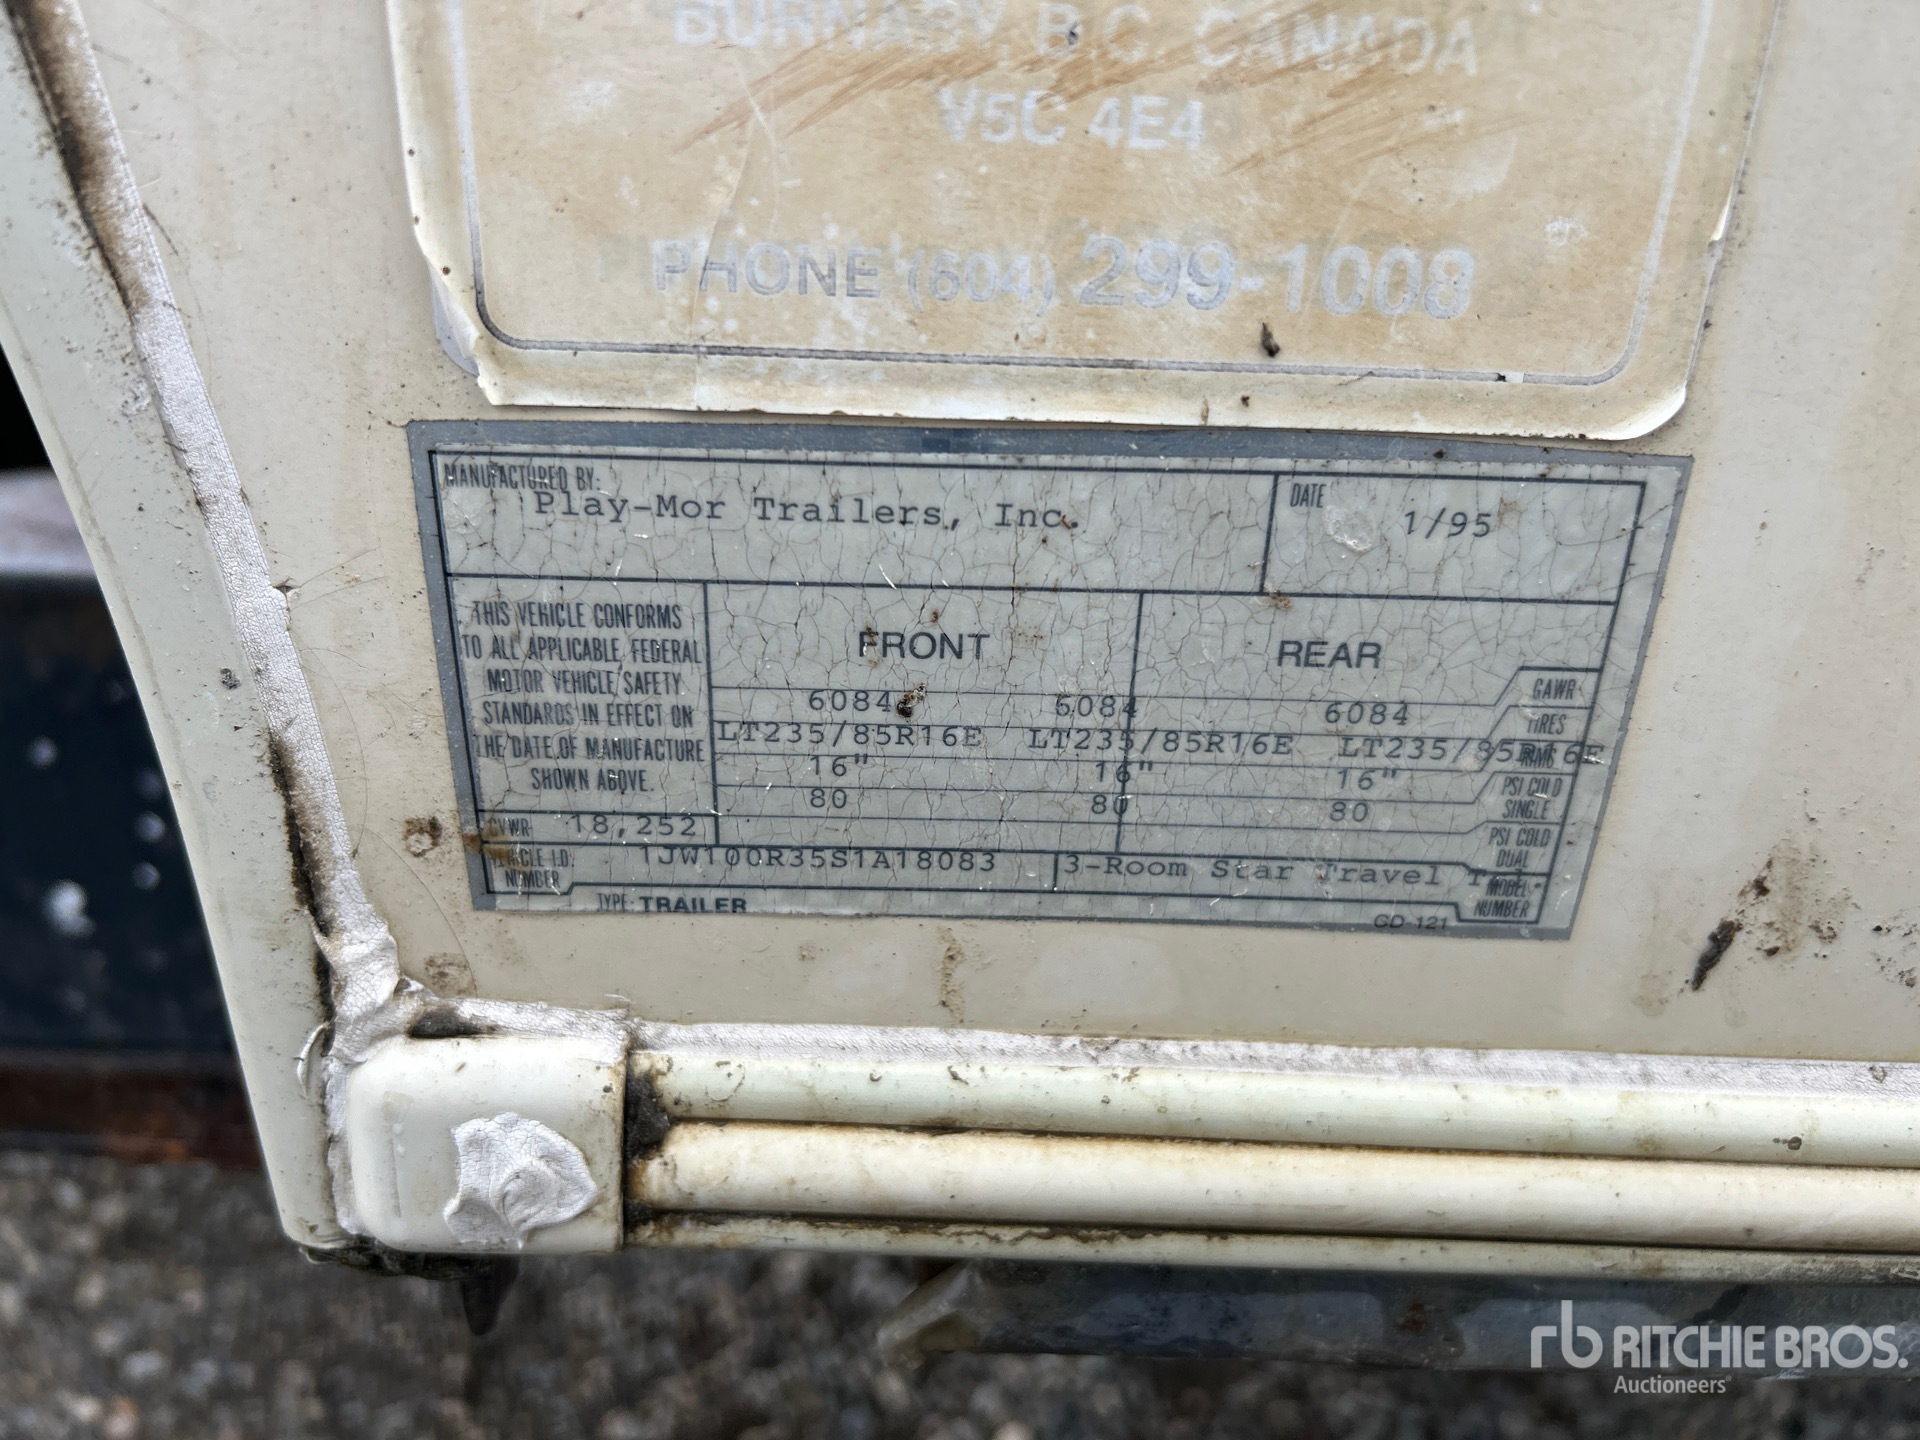 BURNABY, B.C. CANADA
V5C 4E4
PHONE (604) 299-1008
MANUFACTURED BY:
Play-Mor Trailers, Inc.
DATE
1/95
THIS VEHICLE CONFORMS
TO ALL APPLICABLE FEDERAL
MOTOR VEHICLE SAFETY
STANDARDS IN EFFECT ON
THE DATE OF MANUFACTURE
SHOWN ABOVE.
FRONT REAR
6084 6084 6084 GAWR
LT235/85R16E LT235/85R16E LT235/85R16E TIRES
16" 16" 16" RIMS
80 80 80 PSI COLD
SINGLE
PSI COLD
DUAL
GVWR 18,252
VEHICLE I.D.
NUMBER
1JW100R35S1A18083 3-Room Star Travel
MODEL
NUMBER
TYPE: TRAILER GD-121
rb RITCHIE BROS.
Auctioneers